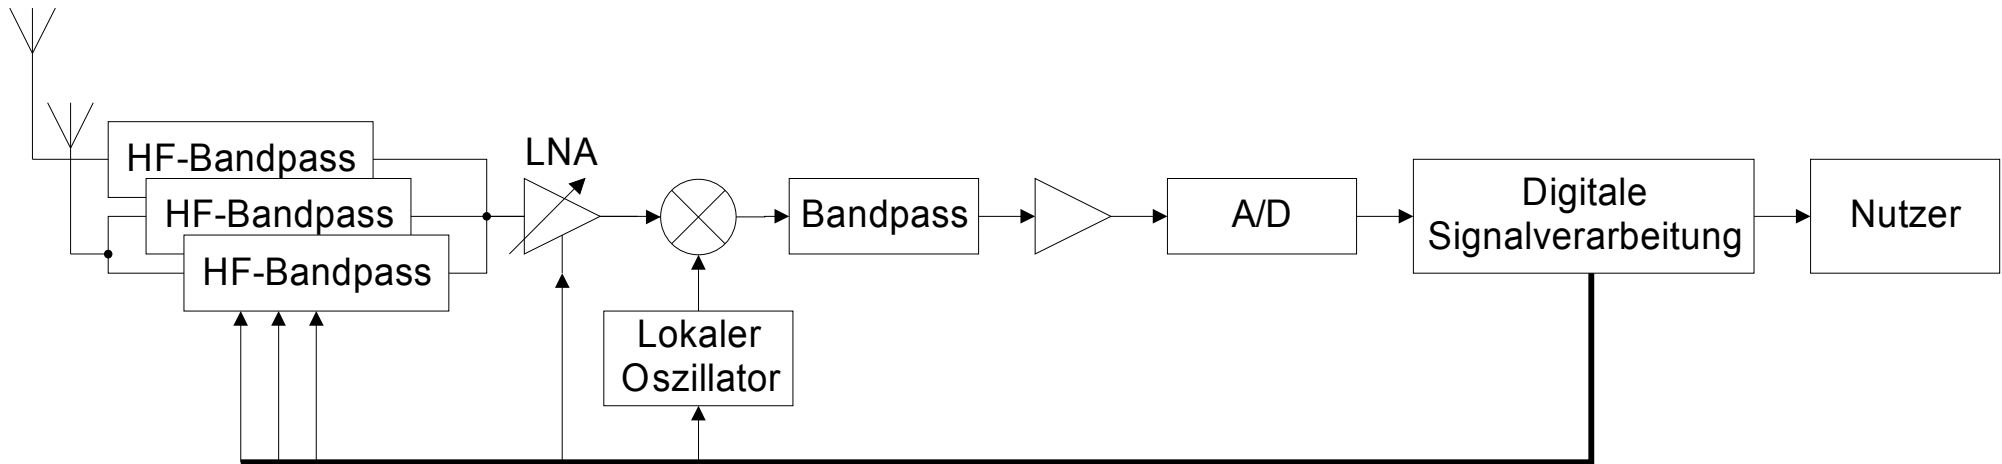 HF-Bandpass
HF-Bandpass
HF-Bandpass
LNA
Lokaler
Oszillator
Bandpass
A/D
Digitale
Signalverarbeitung
Nutzer